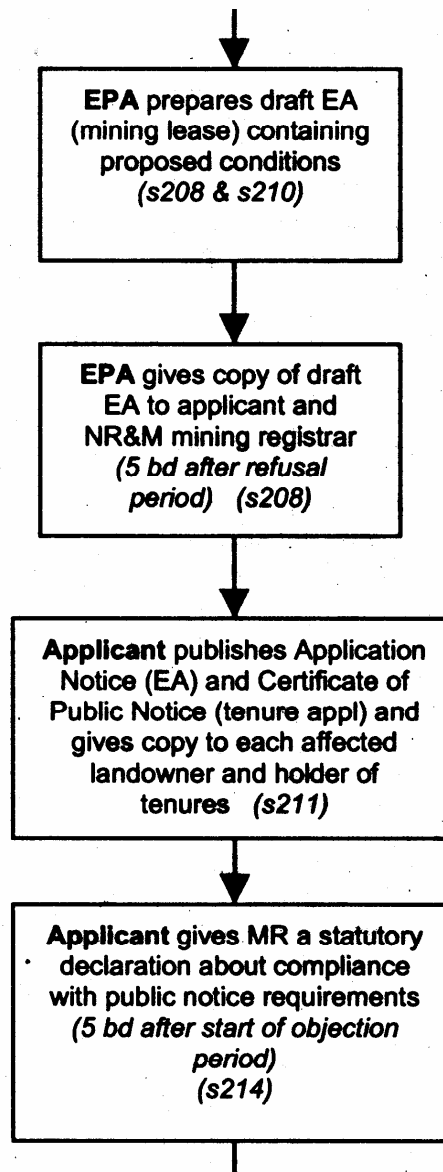 EPA prepares draft EA
(mining lease) containing
proposed conditions
(s208 & s210)
EPA gives copy of draft
EA to applicant and
NR&M mining registrar
(5 bd after refusal
period) (s208)
Applicant publishes Application
Notice (EA) and Certificate of
Public Notice (tenure appl) and
gives copy to each affected
landowner and holder of
tenures (s211)
Applicant gives MR a statutory
declaration about compliance
with public notice requirements
(5 bd after start of objection
period)
(s214)